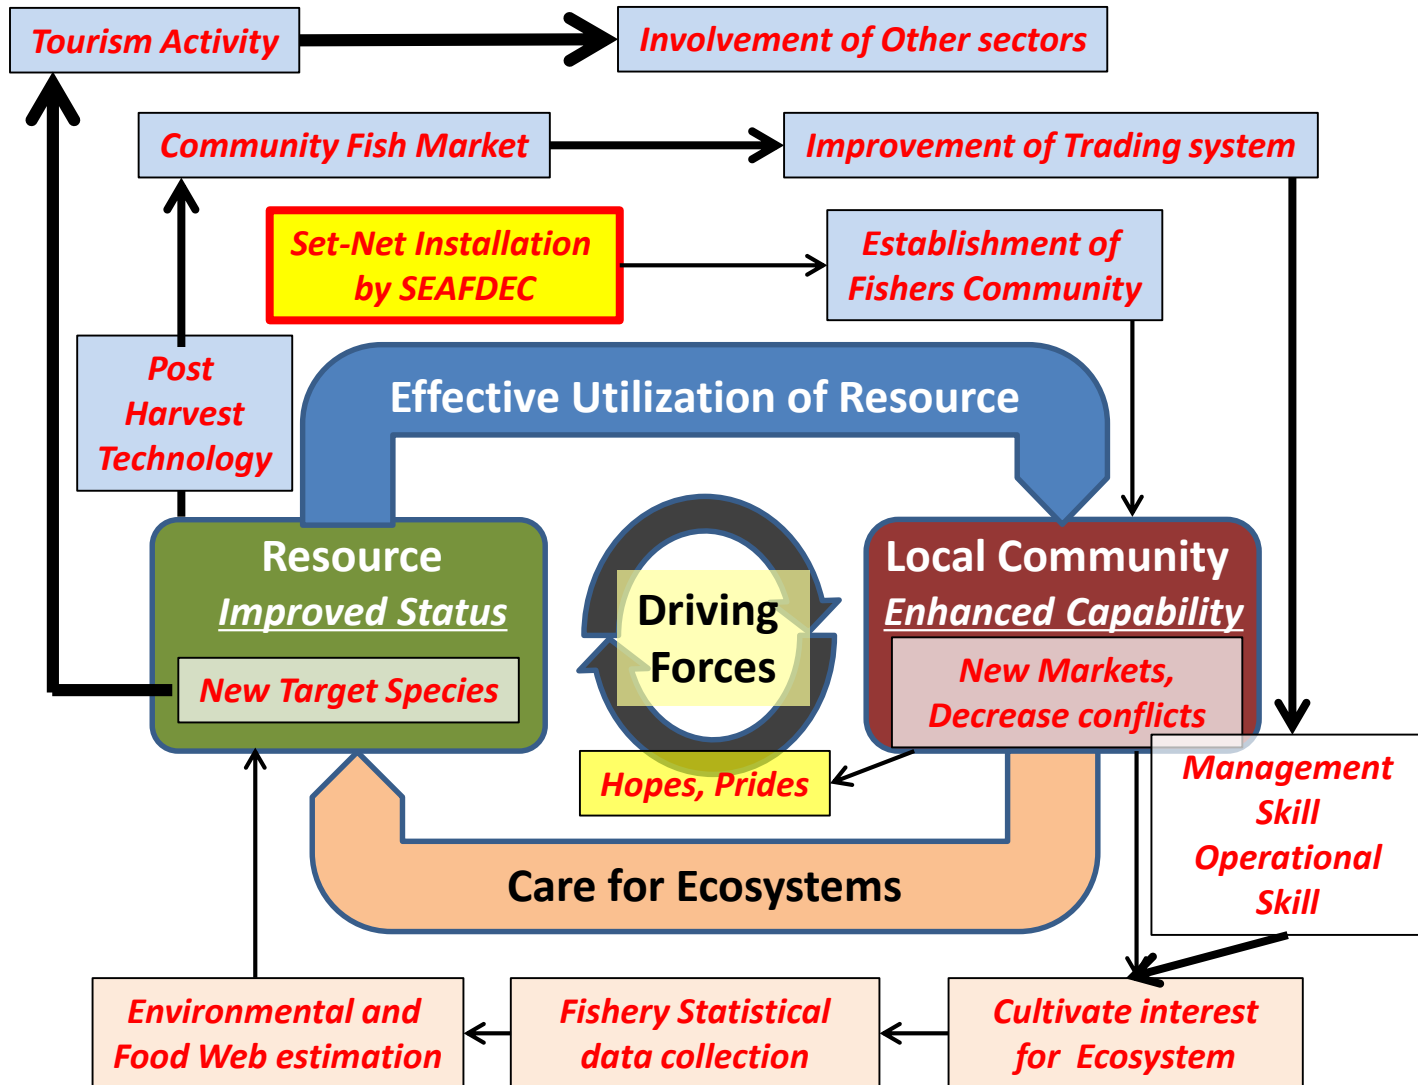 Tourism Activity
Involvement of Other sectors
Community Fish Market
Improvement of Trading system
Set-Net Installation
by SEAFDEC
Establishment of
Fishers Community
Post
Harvest
Technology
Effective Utilization of Resource
Resource
Improved Status
New Target Species
Driving
Forces
Local Community
Enhanced Capability
New Markets,
Decrease conflicts
Hopes, Prides
Management
Skill
Operational
Skill
Care for Ecosystems
Environmental and
Food Web estimation
Fishery Statistical
data collection
Cultivate interest
for Ecosystem